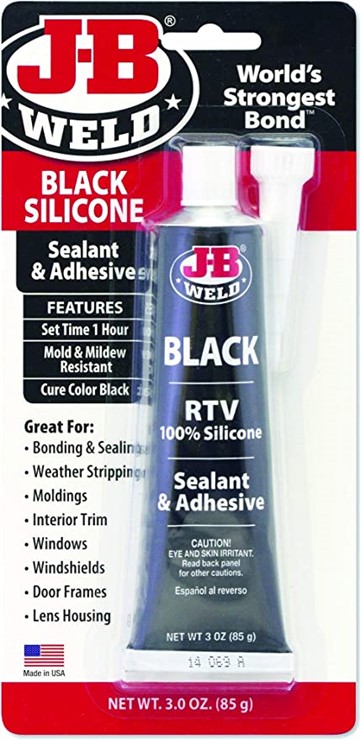 J-B
WELD
World's
Strongest
Bond™
BLACK
SILICONE
Sealant
& Adhesive
FEATURES
Set Time 1 Hour
Mold & Mildew
Resistant
Cure Color Black
Great For:
• Bonding & Sealing
• Weather Stripping
• Moldings
• Interior Trim
• Windows
• Windshields
• Door Frames
• Lens Housing
Made in USA
NET WT. 3.0 OZ. (85 g)
J-B
WELD
BLACK
RTV
100% Silicone
Sealant
& Adhesive
CAUTION!
EYE AND SKIN IRRITANT.
Read back panel
for other cautions.
Español al reverso
NET WT 3 OZ (85 g)
14 069 A